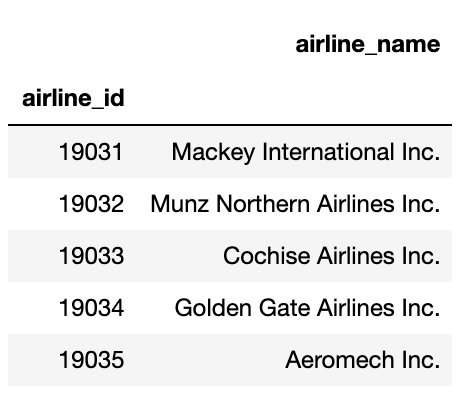 airline_name
airline_id
19031 Mackey International Inc.
19032 Munz Northern Airlines Inc.
19033 Cochise Airlines Inc.
19034 Golden Gate Airlines Inc.
19035 Aeromech Inc.